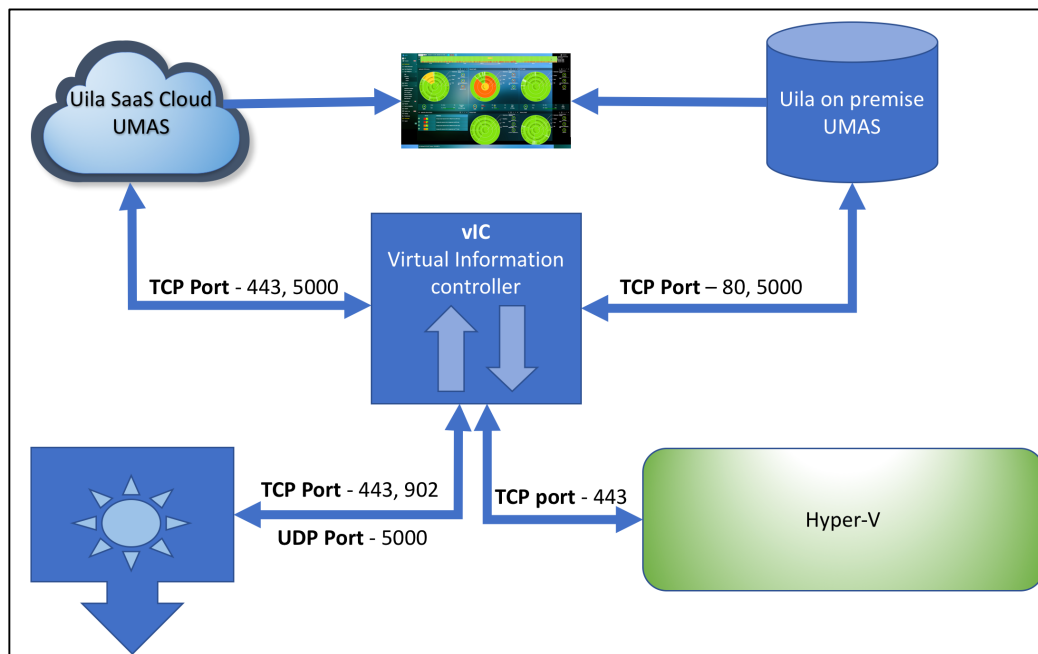 Uila SaaS Cloud
UMAS
Uila on premise
UMAS
vIC
Virtual Information
controller
TCP Port - 443, 5000
TCP Port – 80, 5000
TCP Port - 443, 902
UDP Port - 5000
TCP port - 443
Hyper-V